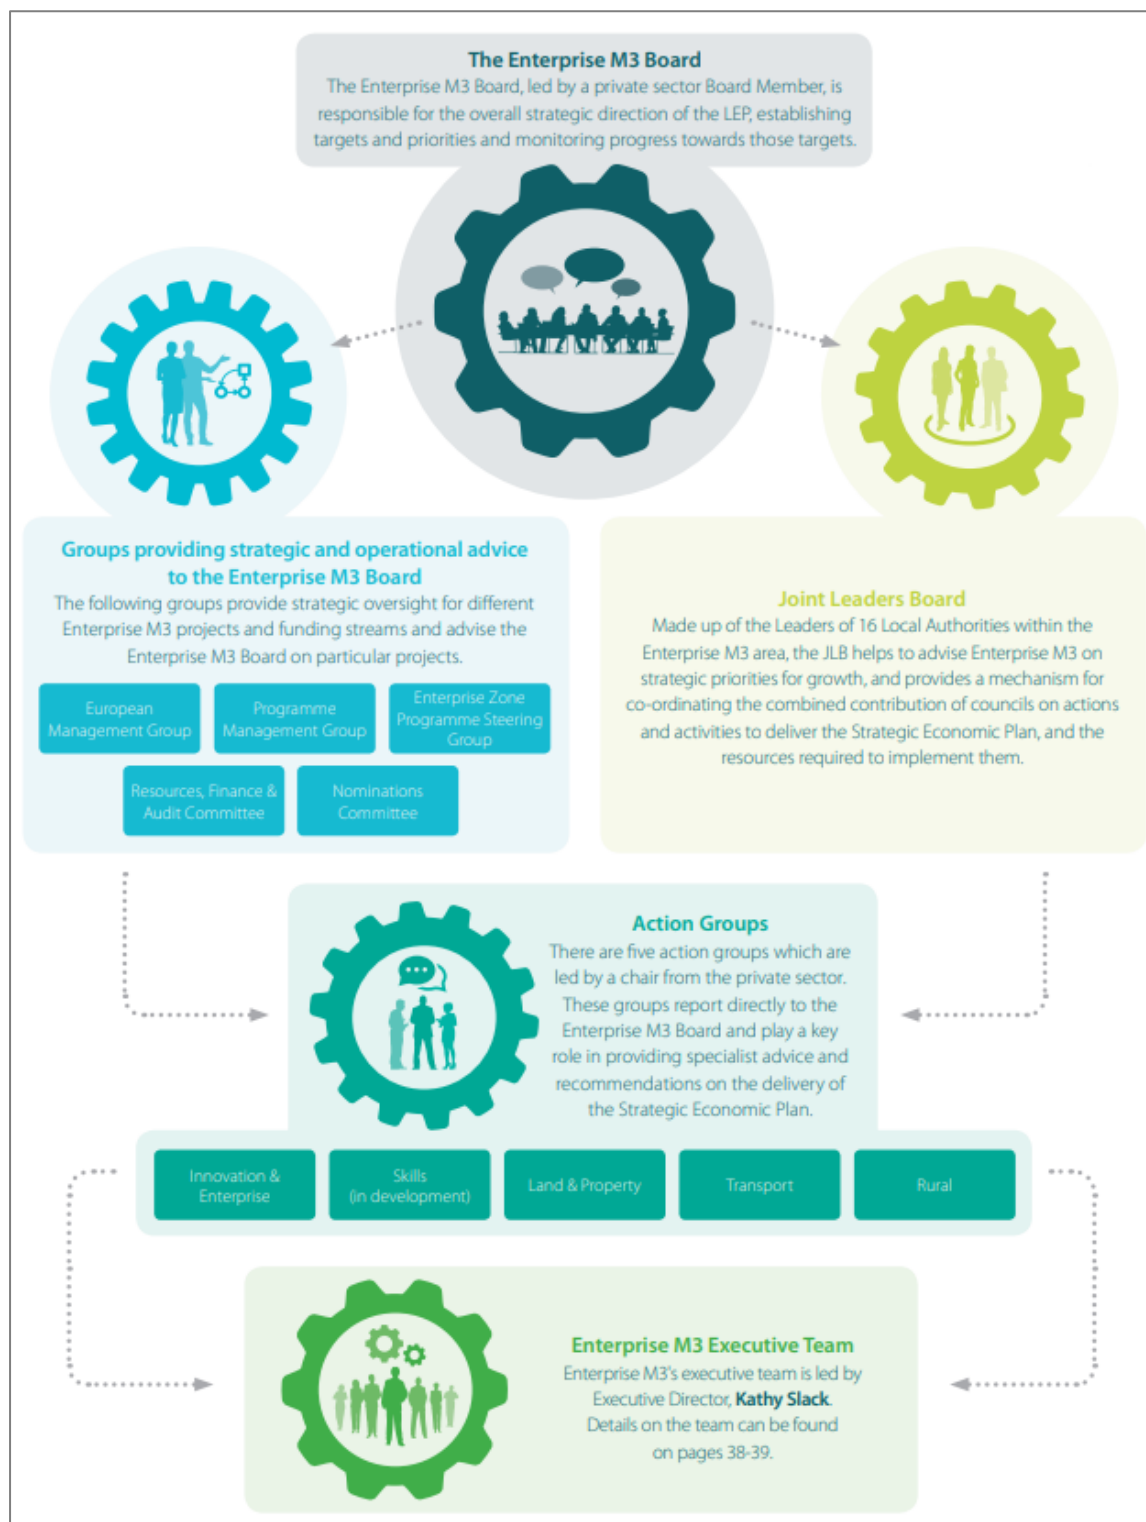 The Enterprise M3 Board
The Enterprise M3 Board, led by a private sector Board Member, is
responsible for the overall strategic direction of the LEP, establishing
targets and priorities and monitoring progress towards those targets.
Groups providing strategic and operational advice
to the Enterprise M3 Board
The following groups provide strategic oversight for different
Enterprise M3 projects and funding streams and advise the
Enterprise M3 Board on particular projects.
European
Management Group
Programme
Management Group
Enterprise Zone
Programme Steering
Group
Resources, Finance &
Audit Committee
Nominations
Committee
Joint Leaders Board
Made up of the Leaders of 16 Local Authorities within the
Enterprise M3 area, the JLB helps to advise Enterprise M3 on
strategic priorities for growth, and provides a mechanism for
co-ordinating the combined contribution of councils on actions
and activities to deliver the Strategic Economic Plan, and the
resources required to implement them.
Action Groups
There are five action groups which are
led by a chair from the private sector.
These groups report directly to the
Enterprise M3 Board and play a key
role in providing specialist advice and
recommendations on the delivery of
the Strategic Economic Plan.
Innovation &
Enterprise
Skills
(in development)
Land & Property
Transport
Rural
Enterprise M3 Executive Team
Enterprise M3's executive team is led by
Executive Director, Kathy Slack.
Details on the team can be found
on pages 38-39.